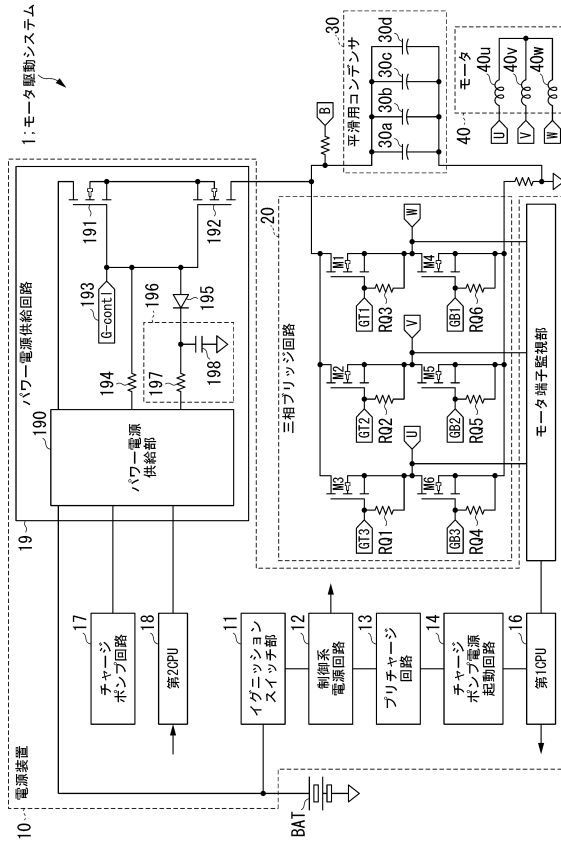 1;モータ駆動システム
10
電源装置
19
パワー電源供給回路
190
パワー電源
供給部
191
192
193
G-contl
194
195
196
197
198
17
チャージ
ポンプ回路
18
第2CPU
11
イグニッション
スイッチ部
12
制御系
電源回路
13
プリチャージ
回路
14
チャージ
ポンプ電源
起動回路
16
第1CPU
BAT
20
三相ブリッジ回路
M3
GT3
RQ1
M2
GT2
RQ2
M1
GT1
RQ3
U
V
W
M6
GB3
RQ4
M5
GB2
RQ5
M4
GB1
RQ6
モータ端子監視部
B
30
平滑用コンデンサ
30a
30b
30c
30d
40
モータ
40u
40v
40w
U
V
W